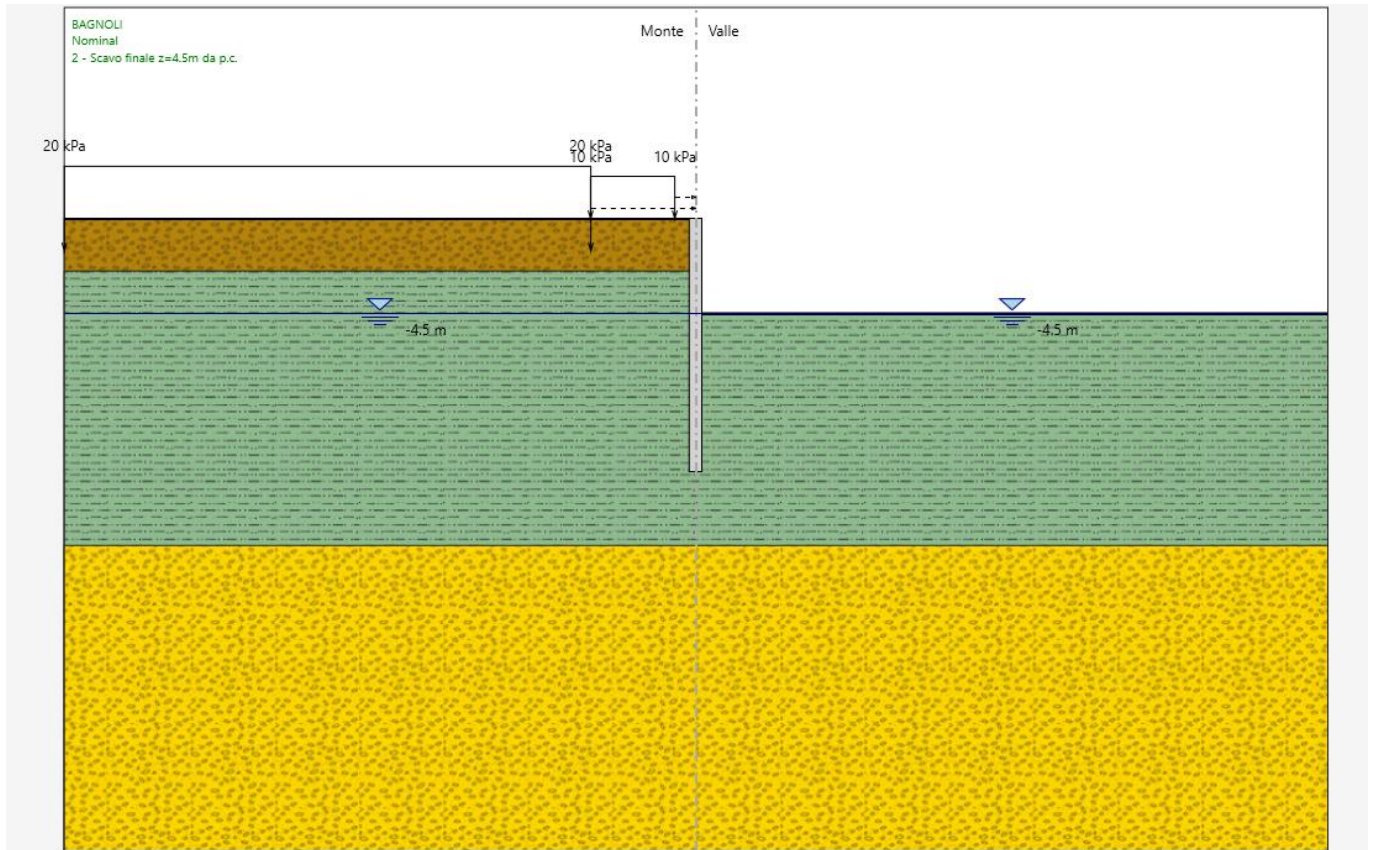 BAGNOLI
Nominal
2 - Scavo finale z=4.5m da p.c.
Monte
Valle
20 kPa
20 kPa
10 kPa
10 kPa
-4.5 m
-4.5 m